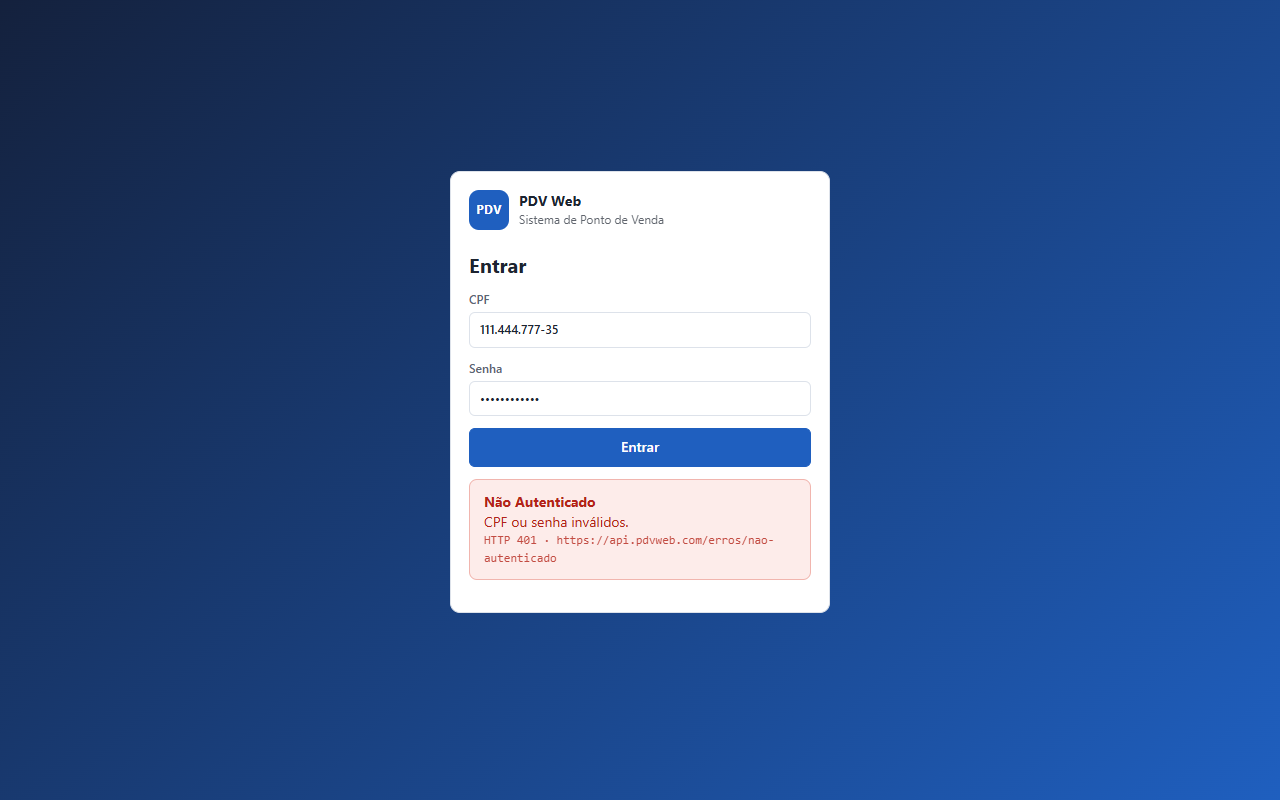 PDV
PDV Web
Sistema de Ponto de Venda
Entrar
CPF
111.444.777-35
Senha
••••••••••••
Entrar
Não Autenticado
CPF ou senha inválidos.
HTTP 401 · https://api.pdvweb.com/erros/nao-
autenticado